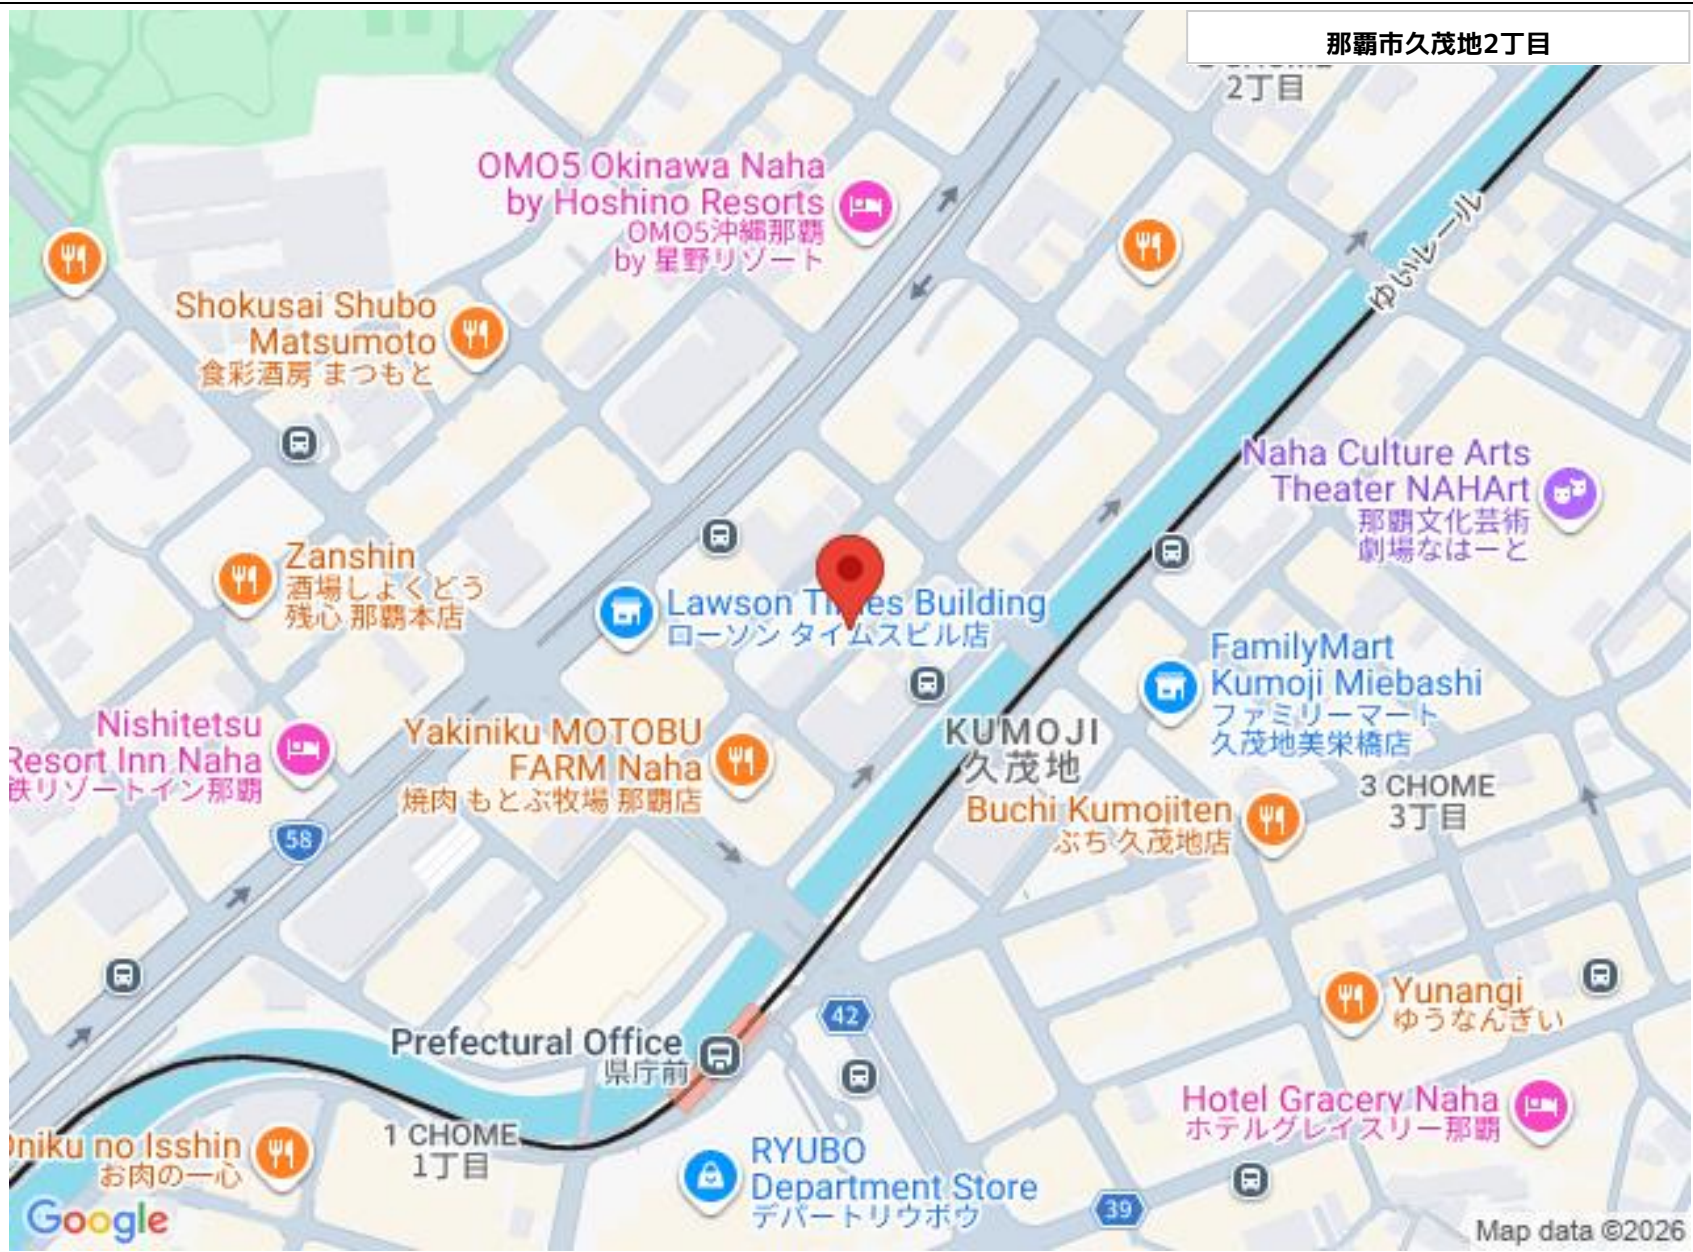 那覇市久茂地2丁目
2丁目
OMO5 Okinawa Naha
by Hoshino Resorts
OMO5沖縄那覇
by 星野リゾート
ゆいレール
Shokusai Shubo
Matsumoto
食彩酒房 まつもと
Naha Culture Arts
Theater NAHArt
那覇文化芸術
劇場なはーと
Zanshin
酒場しょくどう
残心 那覇本店
Lawson Times Building
ローソン タイムスビル店
FamilyMart
Kumoji Miebashi
ファミリーマート
久茂地美栄橋店
Nishitetsu
Resort Inn Naha
鉄リゾートイン那覇
Yakiniku MOTOBU
FARM Naha
焼肉 もとぶ牧場 那覇店
KUMOJI
久茂地
3 CHOME
3丁目
Buchi Kumojiten
ぶち 久茂地店
58
Yunangi
ゆうなんぎい
42
Prefectural Office
県庁前
Hotel Gracery Naha
ホテルグレイスリー那覇
1 CHOME
1丁目
Oniku no Isshin
お肉の一心
RYUBO
Department Store
デパートリウボウ
39
Google
Map data ©2026